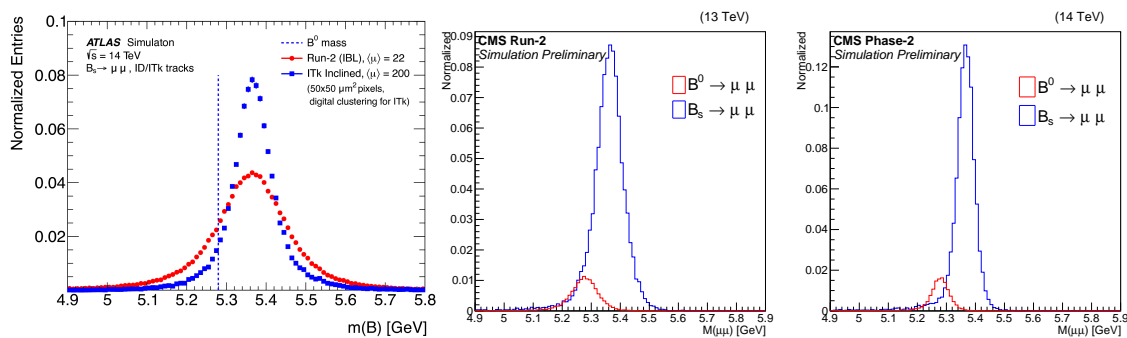 Normalized Entries
0.1
0.08
0.06
0.04
0.02
ATLAS Simulaton
√s = 14 TeV
Bs→ μ μ , ID/ITk tracks
B⁰ mass
Run-2 (IBL), ⟨μ⟩ = 22
ITk Inclined, ⟨μ⟩ = 200
(50x50 μm² pixels,
digital clustering for ITk)
4.9 5 5.1 5.2 5.3 5.4 5.5 5.6 5.7 5.8
m(B) [GeV]
(13 TeV)
Normalized
0.09
0.08
0.07
0.06
0.05
0.04
0.03
0.02
0.01
0
CMS Run-2
Simulation Preliminary
B⁰ → μ μ
Bs → μ μ
4.9 5 5.1 5.2 5.3 5.4 5.5 5.6 5.7 5.8 5.9
M(μμ) [GeV]
(14 TeV)
Normalized
0.12
0.10
0.08
0.06
0.04
0.02
0
CMS Phase-2
Simulation Preliminary
B⁰ → μ μ
Bs → μ μ
4.9 5 5.1 5.2 5.3 5.4 5.5 5.6 5.7 5.8 5.9
M(μμ) [GeV]